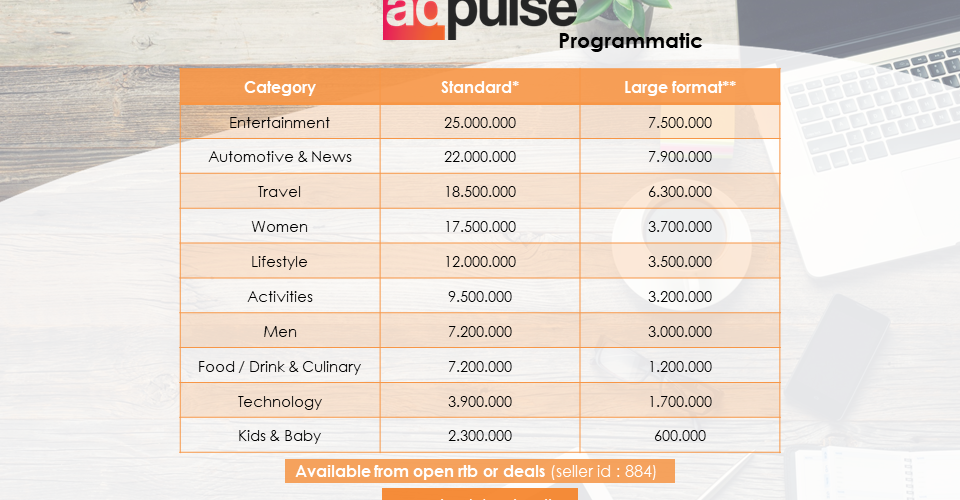 adpulse
Programmatic
Category Standard* Large format**
Entertainment 25.000.000 7.500.000
Automotive & News 22.000.000 7.900.000
Travel 18.500.000 6.300.000
Women 17.500.000 3.700.000
Lifestyle 12.000.000 3.500.000
Activities 9.500.000 3.200.000
Men 7.200.000 3.000.000
Food / Drink & Culinary 7.200.000 1.200.000
Technology 3.900.000 1.700.000
Kids & Baby 2.300.000 600.000
Available from open rtb or deals (seller id : 884)